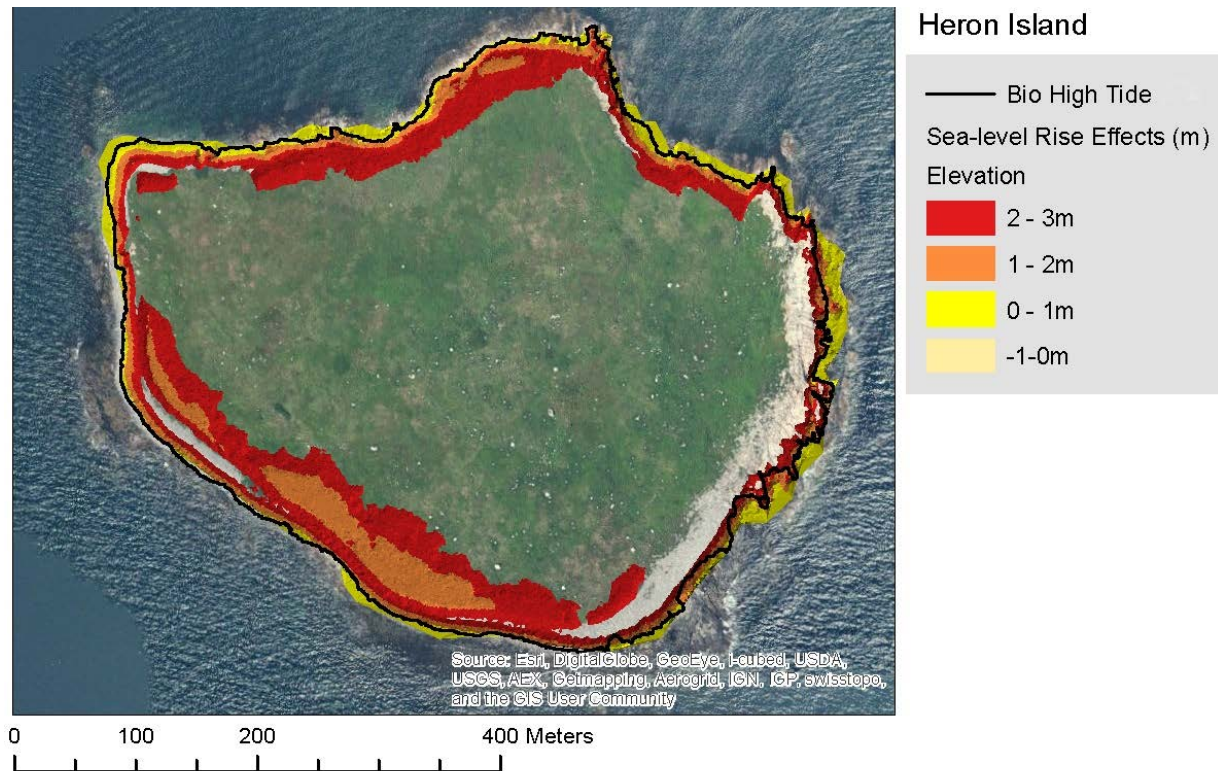 Heron Island
Bio High Tide
Sea-level Rise Effects (m)
Elevation
2 - 3m
1 - 2m
0 - 1m
-1-0m
Source: Esri, DigitalGlobe, GeoEye, i-cubed, USDA,
USGS, AEX, Getmapping, Aerogrid, IGN, IGP, swisstopo,
and the GIS User Community
0 100 200 400 Meters